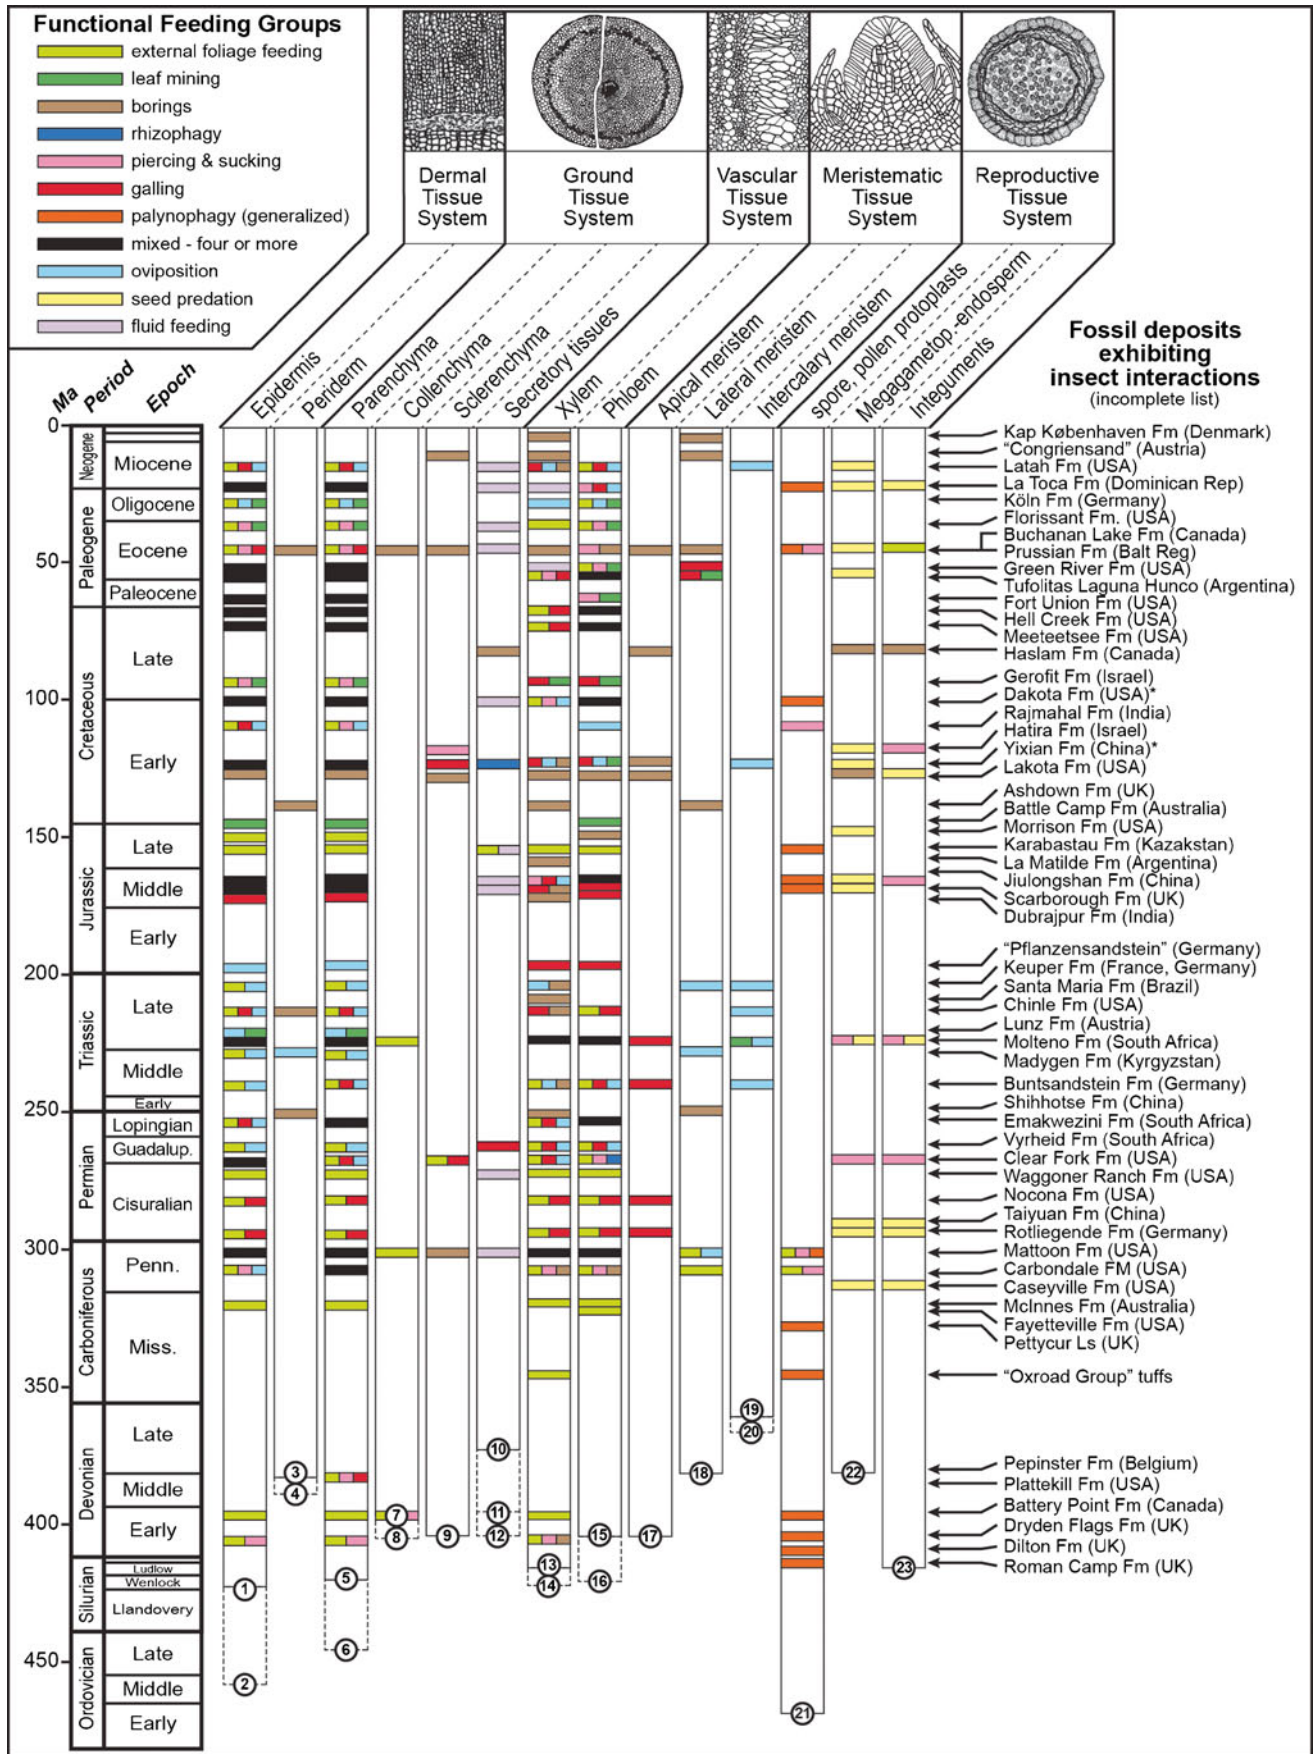 Functional Feeding Groups
external foliage feeding
leaf mining
borings
rhizophagy
piercing & sucking
galling
palynophagy (generalized)
mixed - four or more
oviposition
seed predation
fluid feeding
Dermal
Tissue
System
Ground
Tissue
System
Vascular
Tissue
System
Meristematic
Tissue
System
Reproductive
Tissue
System
Epidermis
Periderm
Parenchyma
Collenchyma
Sclerenchyma
Secretory tissues
Xylem
Phloem
Apical meristem
Lateral meristem
Intercalary meristem
spore, pollen protoplasts
Megagametop.-endosperm
Integuments
Fossil deposits
exhibiting
insect interactions
(incomplete list)
Ma
Period
Epoch
0
50
100
150
200
250
300
350
400
450
Neogene
Paleogene
Cretaceous
Jurassic
Triassic
Permian
Carboniferous
Devonian
Silurian
Ordovician
Miocene
Oligocene
Eocene
Paleocene
Late
Early
Late
Middle
Early
Late
Middle
Early
Lopingian
Guadalup.
Cisuralian
Penn.
Miss.
Late
Middle
Early
Ludlow
Wenlock
Llandovery
Late
Middle
Early
Kap København Fm (Denmark)
“Congriensand” (Austria)
Latah Fm (USA)
La Toca Fm (Dominican Rep)
Köln Fm (Germany)
Florissant Fm. (USA)
Buchanan Lake Fm (Canada)
Prussian Fm (Balt Reg)
Green River Fm (USA)
Tufolitas Laguna Hunco (Argentina)
Fort Union Fm (USA)
Hell Creek Fm (USA)
Meeteetsee Fm (USA)
Haslam Fm (Canada)
Gerofit Fm (Israel)
Dakota Fm (USA)*
Rajmahal Fm (India)
Hatira Fm (Israel)
Yixian Fm (China)*
Lakota Fm (USA)
Ashdown Fm (UK)
Battle Camp Fm (Australia)
Morrison Fm (USA)
Karabastau Fm (Kazakstan)
La Matilde Fm (Argentina)
Jiulongshan Fm (China)
Scarborough Fm (UK)
Dubrajpur Fm (India)
“Pflanzensandstein” (Germany)
Keuper Fm (France, Germany)
Santa Maria Fm (Brazil)
Chinle Fm (USA)
Lunz Fm (Austria)
Molteno Fm (South Africa)
Madygen Fm (Kyrgyzstan)
Buntsandstein Fm (Germany)
Shihhotse Fm (China)
Emakwezini Fm (South Africa)
Vyrheid Fm (South Africa)
Clear Fork Fm (USA)
Waggoner Ranch Fm (USA)
Nocona Fm (USA)
Taiyuan Fm (China)
Rotliegende Fm (Germany)
Mattoon Fm (USA)
Carbondale FM (USA)
Caseyville Fm (USA)
McInnes Fm (Australia)
Fayetteville Fm (USA)
Pettycur Ls (UK)
“Oxroad Group” tuffs
Pepinster Fm (Belgium)
Plattekill Fm (USA)
Battery Point Fm (Canada)
Dryden Flags Fm (UK)
Dilton Fm (UK)
Roman Camp Fm (UK)
1
2
3
4
5
6
7
8
9
10
11
12
13
14
15
16
17
18
19
20
21
22
23